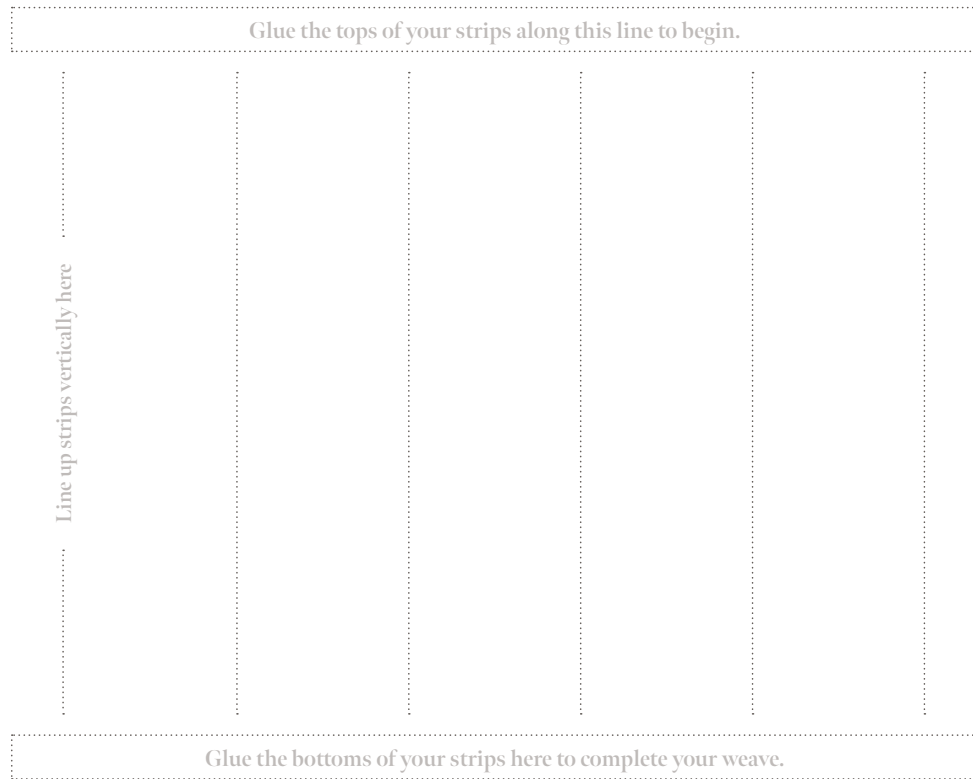 Glue the tops of your strips along this line to begin.
Line up strips vertically here
Glue the bottoms of your strips here to complete your weave.